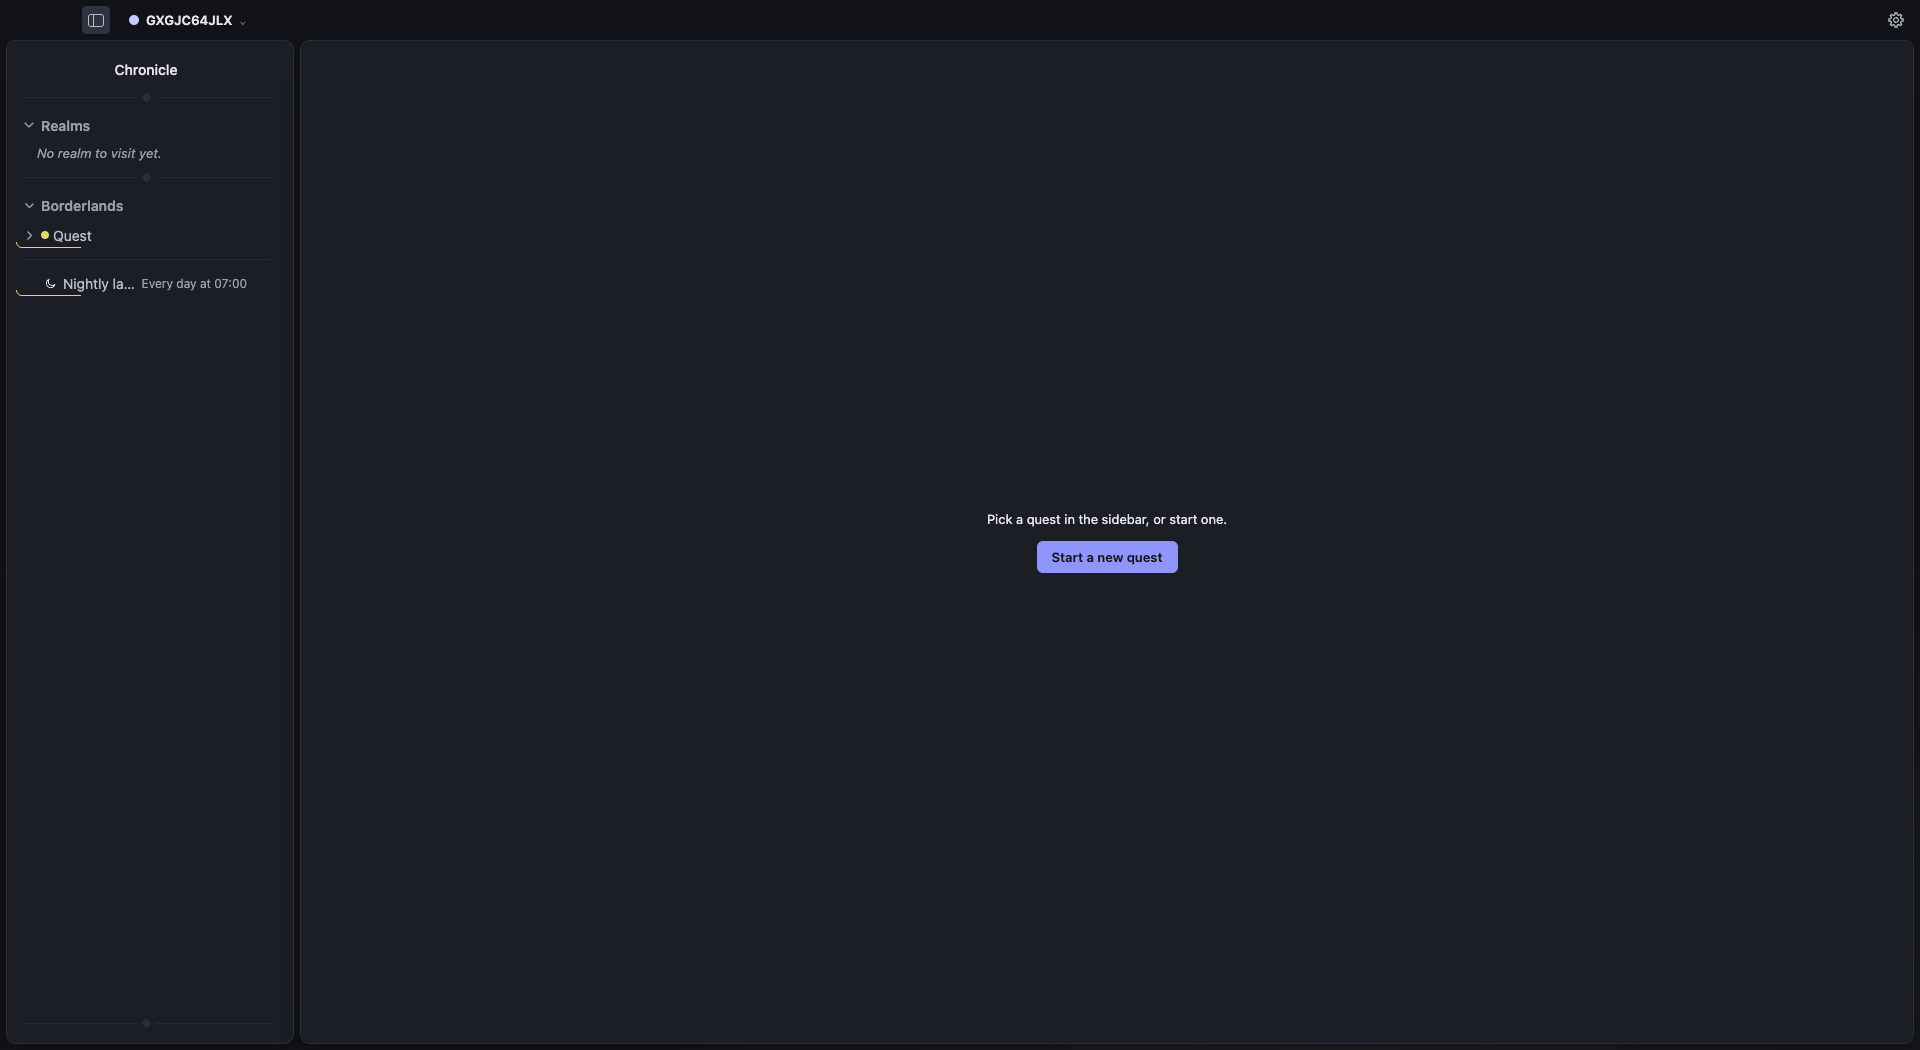 GXGJC64JLX
Chronicle
Realms
No realm to visit yet.
Borderlands
Quest
Nightly la... Every day at 07:00
Pick a quest in the sidebar, or start one.
Start a new quest